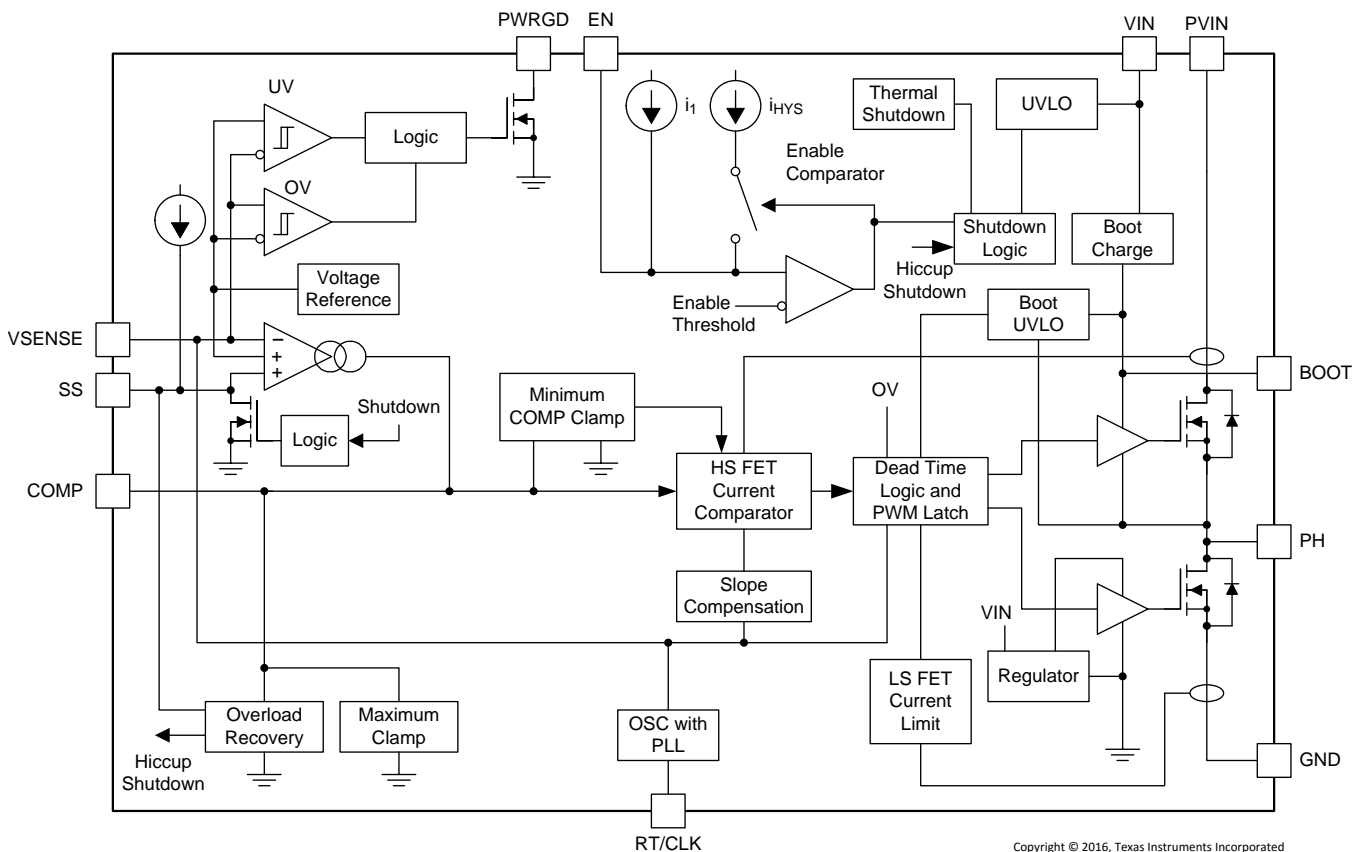 PWRGD
EN
VIN
PVIN
UV
i1
iHYS
Thermal
Shutdown
UVLO
Logic
Enable
Comparator
OV
Shutdown
Logic
Boot
Charge
Hiccup
Shutdown
Voltage
Reference
Enable
Threshold
Boot
UVLO
VSENSE
−
+
+
SS
BOOT
Minimum
COMP Clamp
OV
Shutdown
Logic
COMP
HS FET
Current
Comparator
Dead Time
Logic and
PWM Latch
PH
Slope
Compensation
VIN
Regulator
LS FET
Current
Limit
Overload
Recovery
Maximum
Clamp
OSC with
PLL
Hiccup
Shutdown
GND
RT/CLK
Copyright © 2016, Texas Instruments Incorporated